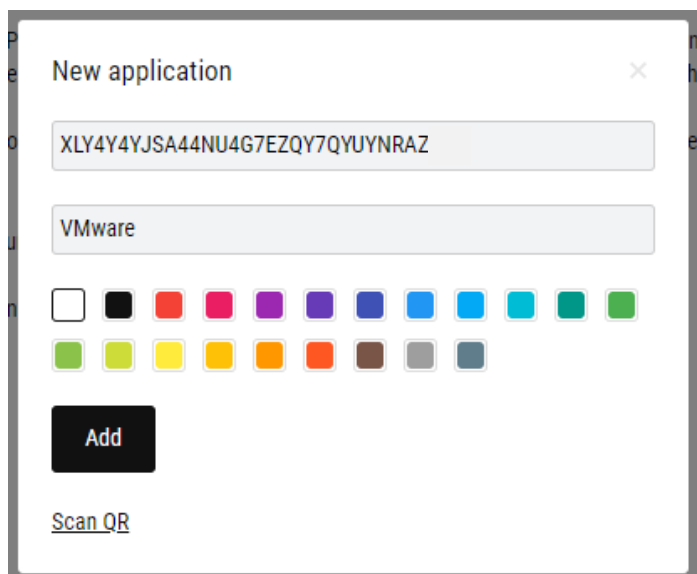 New application
XLY4Y4YJSA44NU4G7EZQY7QYUYNRAZ
VMware
Add
Scan QR